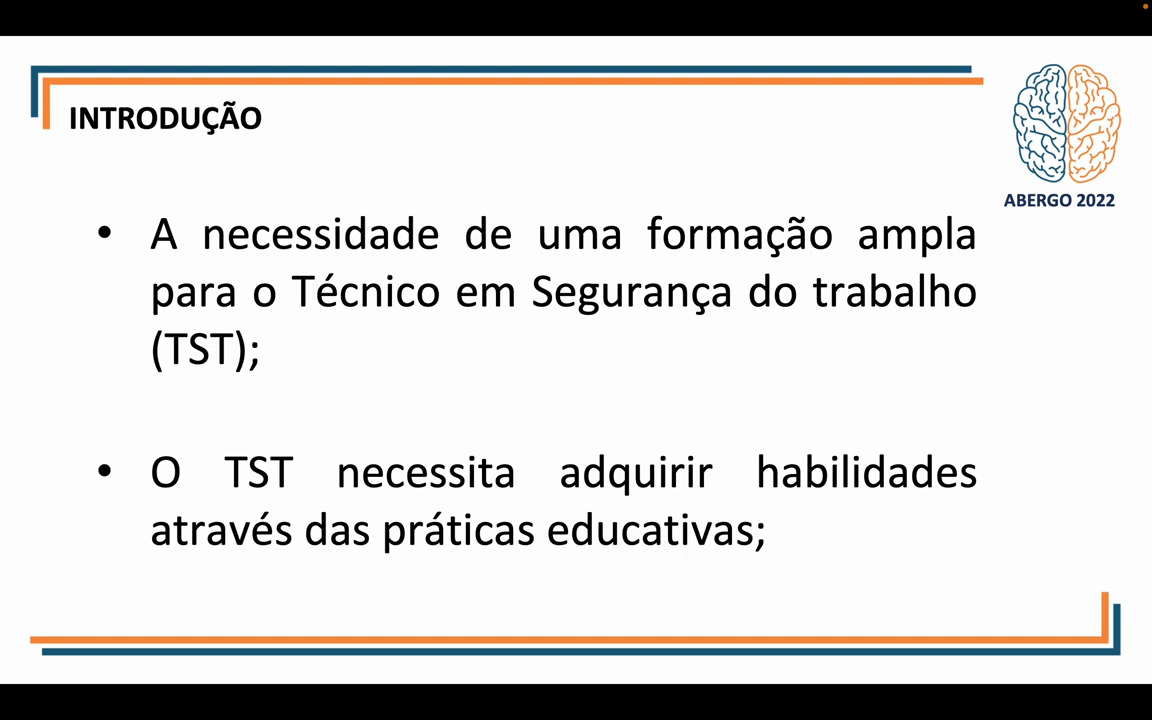 INTRODUÇÃO
ABERGO 2022
• A necessidade de uma formação ampla
para o Técnico em Segurança do trabalho
(TST);
• O TST necessita adquirir habilidades
através das práticas educativas;